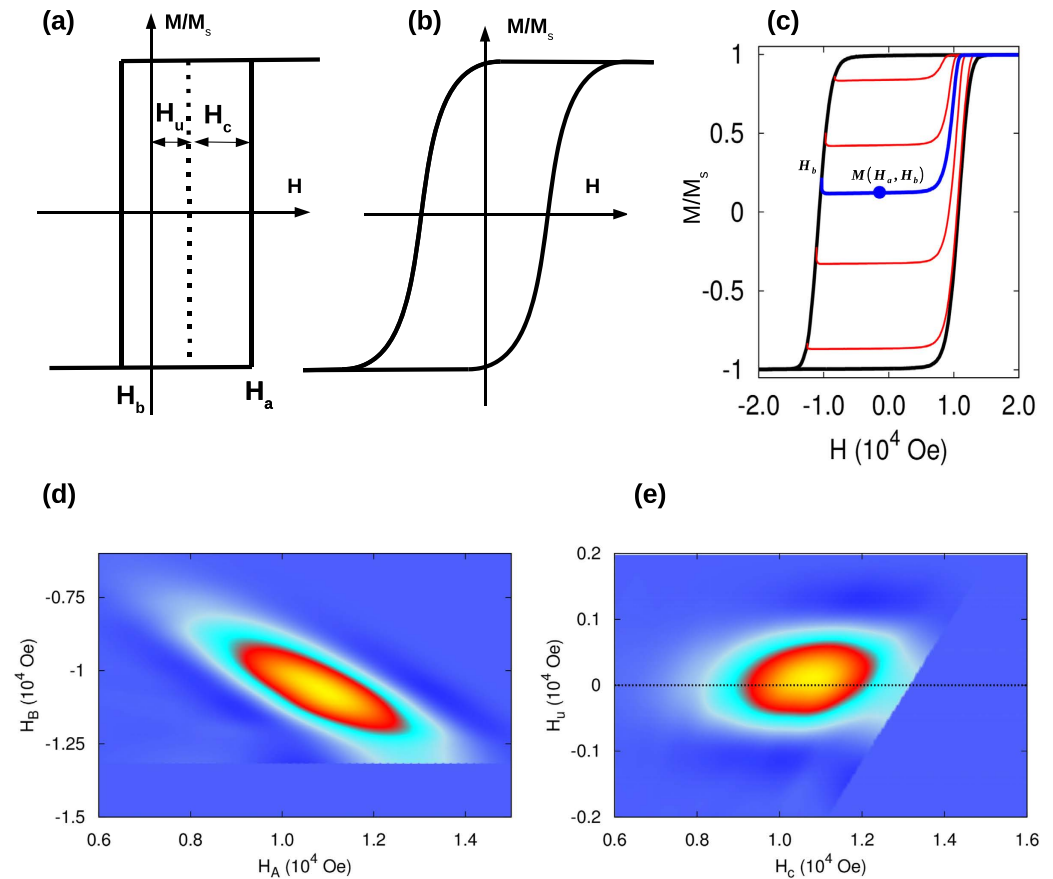 (a)
M/Ms
Hu
Hc
H
Hb
Ha
(b)
M/Ms
H
(c)
1
0.5
0
-0.5
-1
M/Ms
Hb
M(Ha, Hb)
-2.0 -1.0 0.0 1.0 2.0
H (10^4 Oe)
(d)
-0.75
-1
-1.25
-1.5
HB (10^4 Oe)
0.6 1.0 1.2 1.4
HA (10^4 Oe)
(e)
0.2
0.1
0
-0.1
-0.2
Hu (10^4 Oe)
0.6 0.8 1.0 1.2 1.4 1.6
Hc (10^4 Oe)